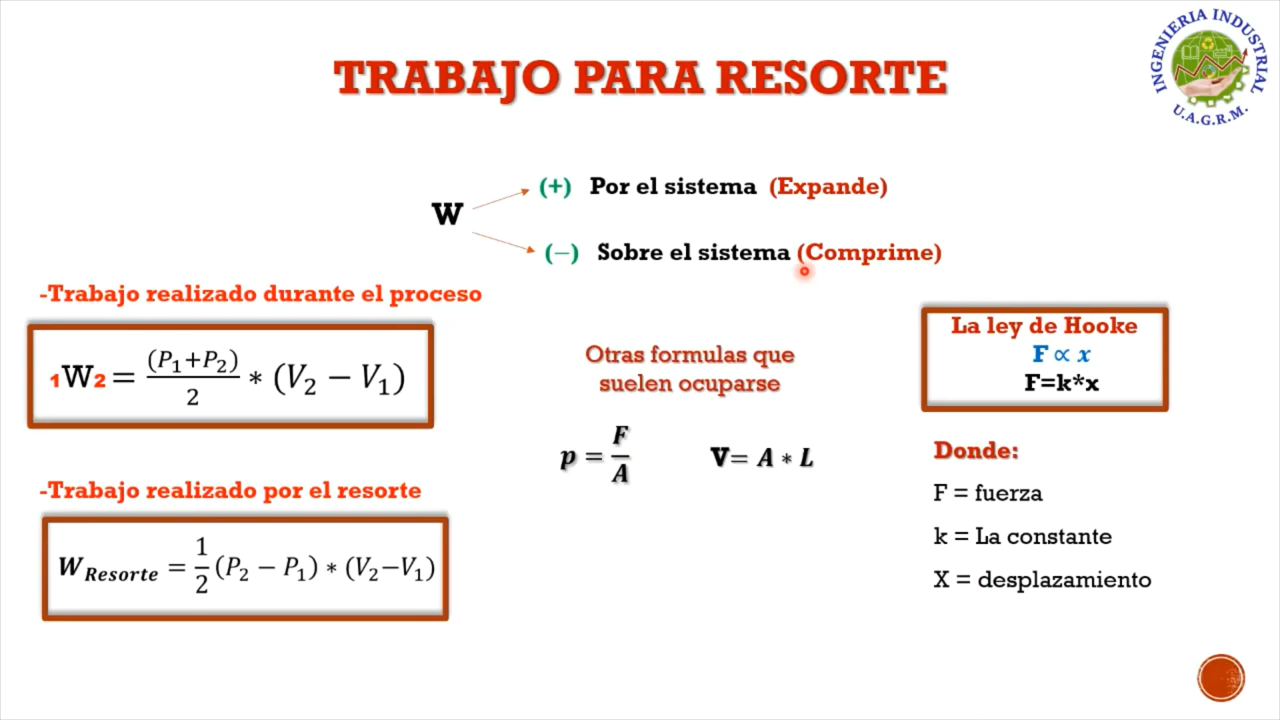 INGENIERIA INDUSTRIAL
U.A.G.R.M.
TRABAJO PARA RESORTE
W
(+) Por el sistema (Expande)
(−) Sobre el sistema (Comprime)
-Trabajo realizado durante el proceso
₁W₂ = (P₁+P₂)/2 ∗ (V₂ − V₁)
-Trabajo realizado por el resorte
W_Resorte = 1/2 (P₂ − P₁) ∗ (V₂−V₁)
Otras formulas que
suelen ocuparse
p = F/A
V= A ∗ L
La ley de Hooke
F ∝ x
F=k*x
Donde:
F = fuerza
k = La constante
X = desplazamiento